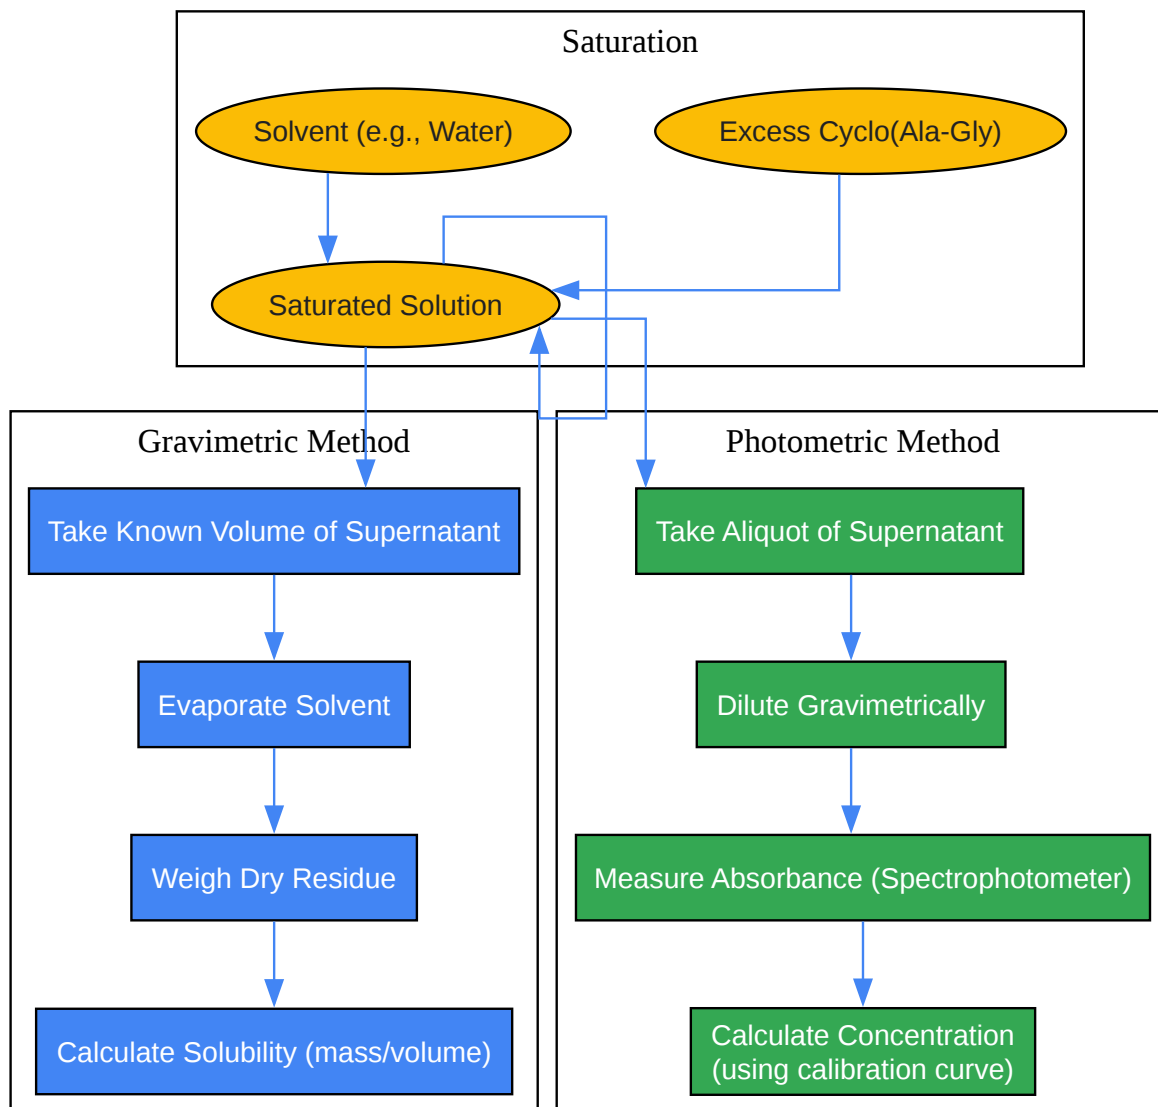 Saturation
Solvent (e.g., Water)
Excess Cyclo(Ala-Gly)
Saturated Solution
Gravimetric Method
Take Known Volume of Supernatant
Evaporate Solvent
Weigh Dry Residue
Calculate Solubility (mass/volume)
Photometric Method
Take Aliquot of Supernatant
Dilute Gravimetrically
Measure Absorbance (Spectrophotometer)
Calculate Concentration
(using calibration curve)